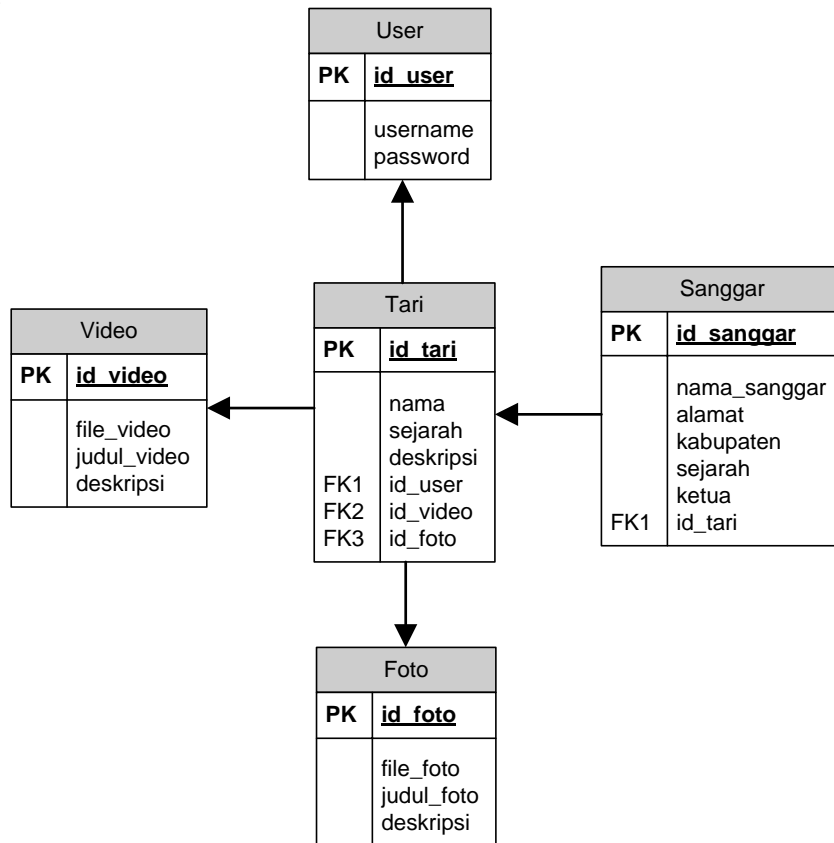 User
PK id_user
username
password
Video
PK id_video
file_video
judul_video
deskripsi
Tari
PK id_tari
nama
sejarah
deskripsi
FK1 id_user
FK2 id_video
FK3 id_foto
Sanggar
PK id_sanggar
nama_sanggar
alamat
kabupaten
sejarah
ketua
FK1 id_tari
Foto
PK id_foto
file_foto
judul_foto
deskripsi